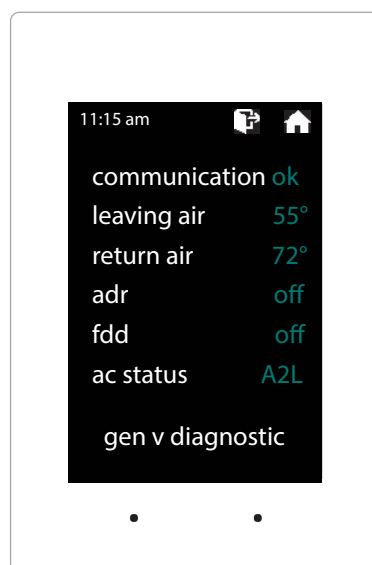 11:15 am
communication ok
leaving air 55°
return air 72°
adr off
fdd off
ac status A2L
gen v diagnostic